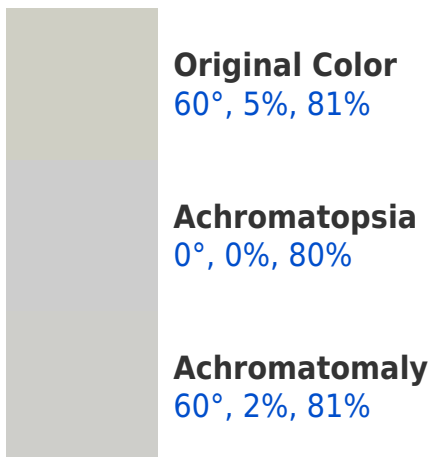 Original Color
60°, 5%, 81%
Achromatopsia
0°, 0%, 80%
Achromatomaly
60°, 2%, 81%